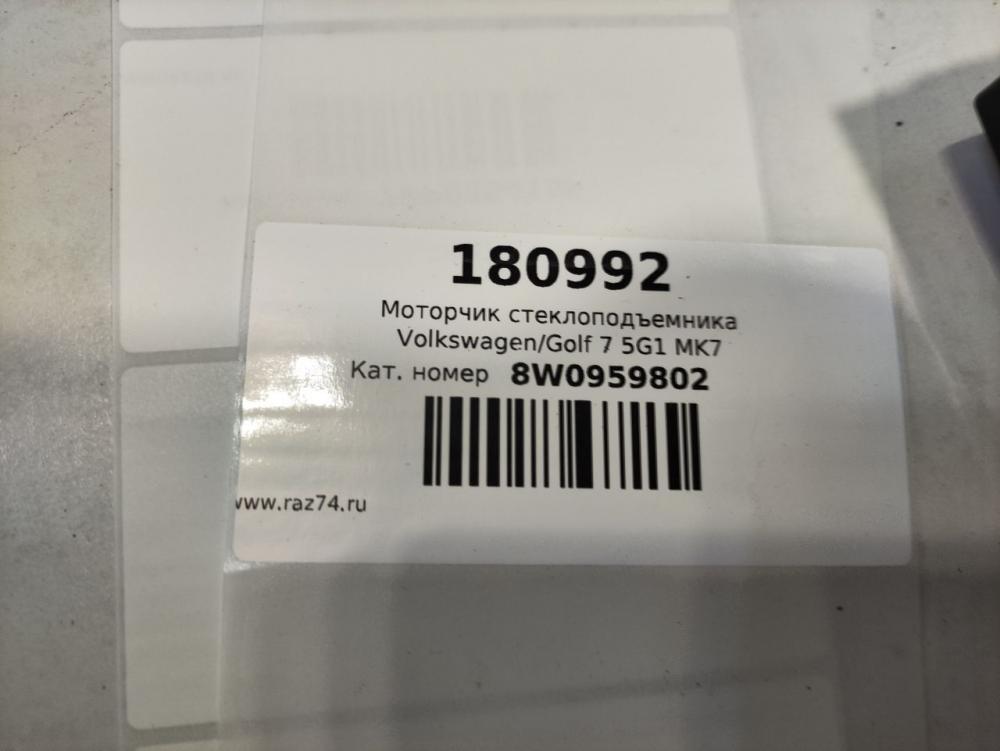 180992
Моторчик стеклоподъемника
Volkswagen/Golf 7 5G1 MK7
Кат. номер 8W0959802
www.raz74.ru